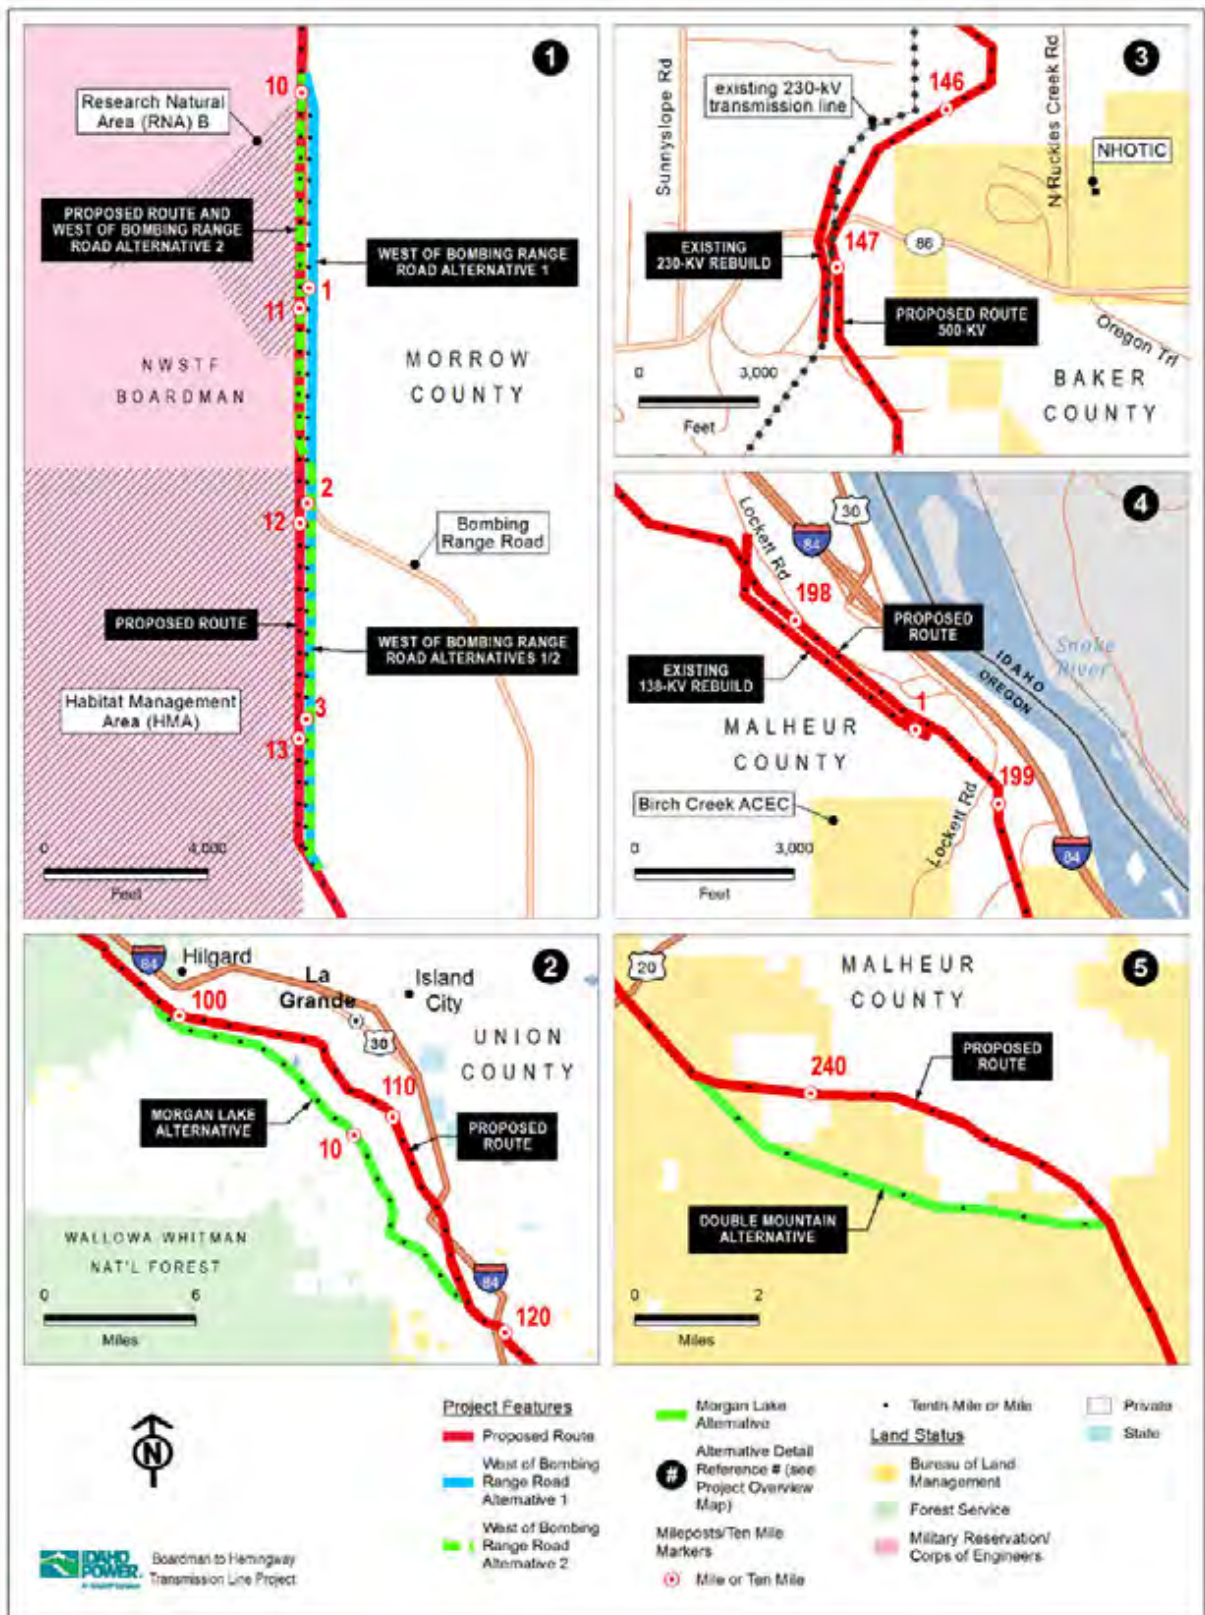 1
10
Research Natural
Area (RNA) B
PROPOSED ROUTE AND
WEST OF BOMBING RANGE
ROAD ALTERNATIVE 2
WEST OF BOMBING RANGE
ROAD ALTERNATIVE 1
1
11
NWSTF
BOARDMAN
MORROW
COUNTY
2
12
Bombing
Range Road
PROPOSED ROUTE
WEST OF BOMBING RANGE
ROAD ALTERNATIVES 1/2
Habitat Management
Area (HMA)
3
13
0
4,000
Feet
3
Sunnyslope Rd
existing 230-kV
transmission line
146
N Ruckles Creek Rd
NHOTIC
EXISTING
230-KV REBUILD
147
86
PROPOSED ROUTE
500-KV
Oregon Trl
0
3,000
Feet
BAKER
COUNTY
4
Lockett Rd
30
84
198
PROPOSED
ROUTE
Snake
River
IDAHO
OREGON
EXISTING
138-KV REBUILD
1
MALHEUR
COUNTY
199
Birch Creek ACEC
Lockett Rd
84
0
3,000
Feet
2
84
Hilgard
La
Grande
Island
City
100
30
UNION
COUNTY
110
MORGAN LAKE
ALTERNATIVE
PROPOSED
ROUTE
10
WALLOWA WHITMAN
NAT'L FOREST
84
0
6
Miles
120
5
20
MALHEUR
COUNTY
PROPOSED
ROUTE
240
DOUBLE MOUNTAIN
ALTERNATIVE
0
2
Miles
N
IDAHO
POWER
Boardman to Hemingway
Transmission Line Project
Project Features
Proposed Route
West of Bombing
Range Road
Alternative 1
West of Bombing
Range Road
Alternative 2
Morgan Lake
Alternative
#
Alternative Detail
Reference # (see
Project Overview
Map)
Mileposts/Ten Mile
Markers
Mile or Ten Mile
Tenth Mile or Mile
Land Status
Bureau of Land
Management
Forest Service
Military Reservation/
Corps of Engineers
Private
State